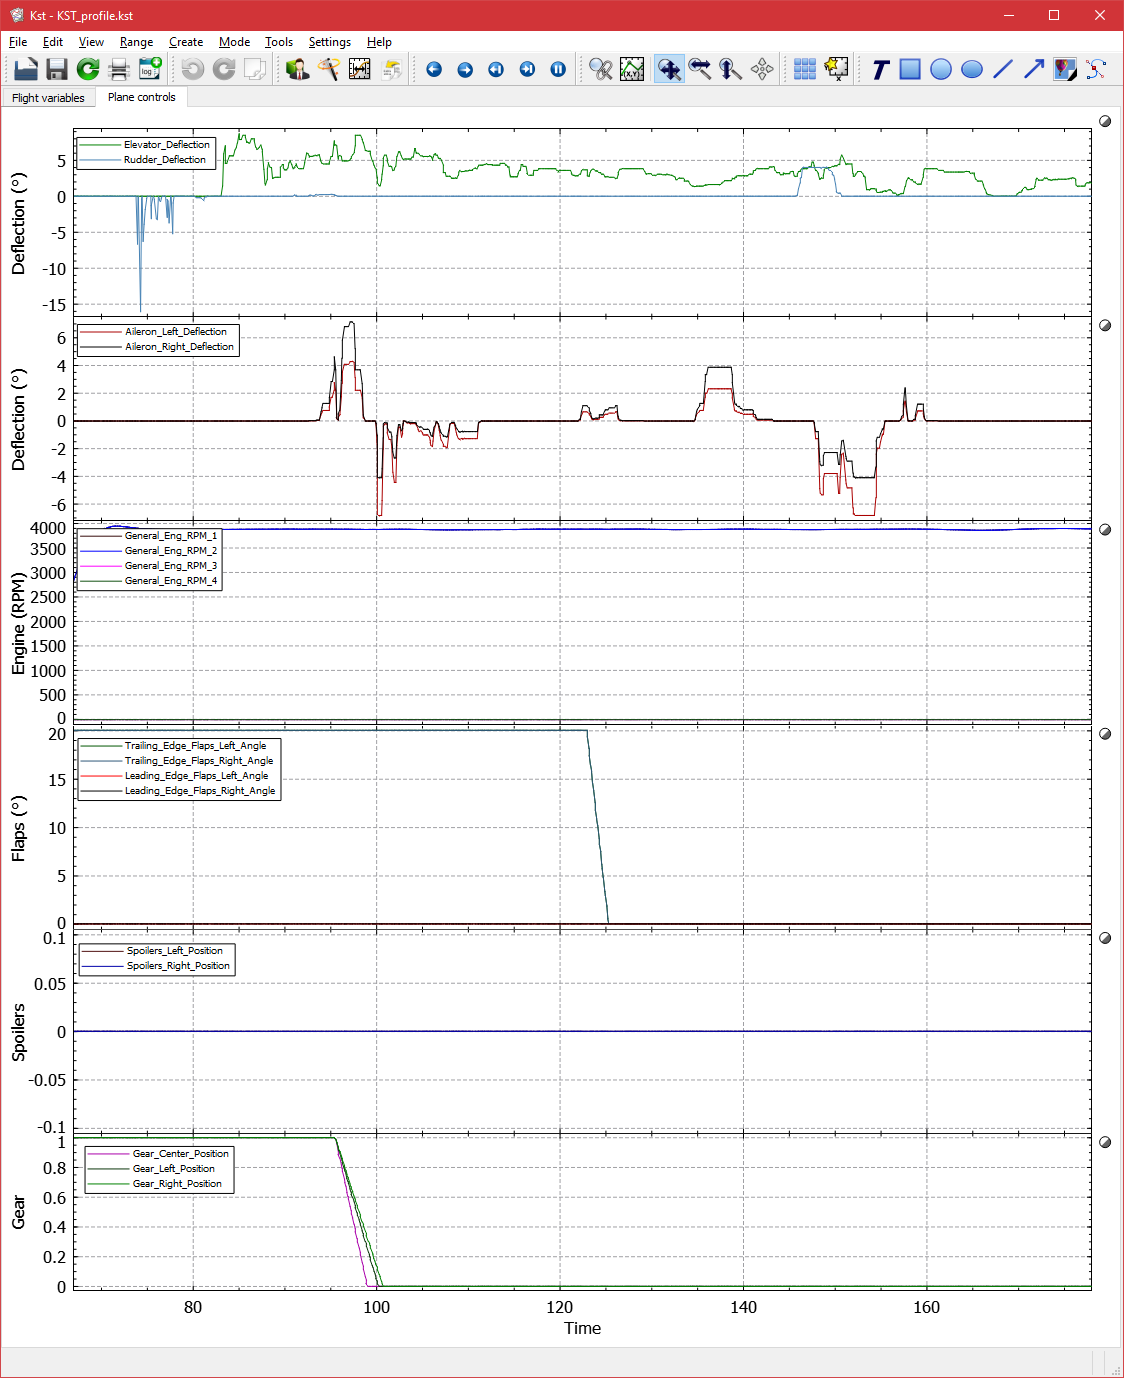 Kst - KST_profile.kst
File Edit View Range Create Mode Tools Settings Help
log
(X,Y)
T
Flight variables Plane controls
Elevator_Deflection
Rudder_Deflection
Deflection (°)
5
0
-5
-10
-15
Aileron_Left_Deflection
Aileron_Right_Deflection
Deflection (°)
6
4
2
0
-2
-4
-6
General_Eng_RPM_1
General_Eng_RPM_2
General_Eng_RPM_3
General_Eng_RPM_4
Engine (RPM)
4000
3500
3000
2500
2000
1500
1000
500
0
Trailing_Edge_Flaps_Left_Angle
Trailing_Edge_Flaps_Right_Angle
Leading_Edge_Flaps_Left_Angle
Leading_Edge_Flaps_Right_Angle
Flaps (°)
20
15
10
5
0
Spoilers_Left_Position
Spoilers_Right_Position
Spoilers
0.1
0.05
0
-0.05
-0.1
Gear_Center_Position
Gear_Left_Position
Gear_Right_Position
Gear
1
0.8
0.6
0.4
0.2
0
80 100 120 140 160
Time